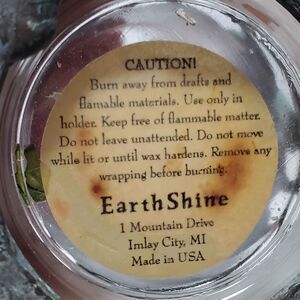 CAUTION!
Burn away from drafts and
flamable materials. Use only in
holder. Keep free of flammable matter.
Do not leave unattended. Do not move
while lit or until wax hardens. Remove any
wrapping before burning.
EarthShine
1 Mountain Drive
Imlay City, MI
Made in USA